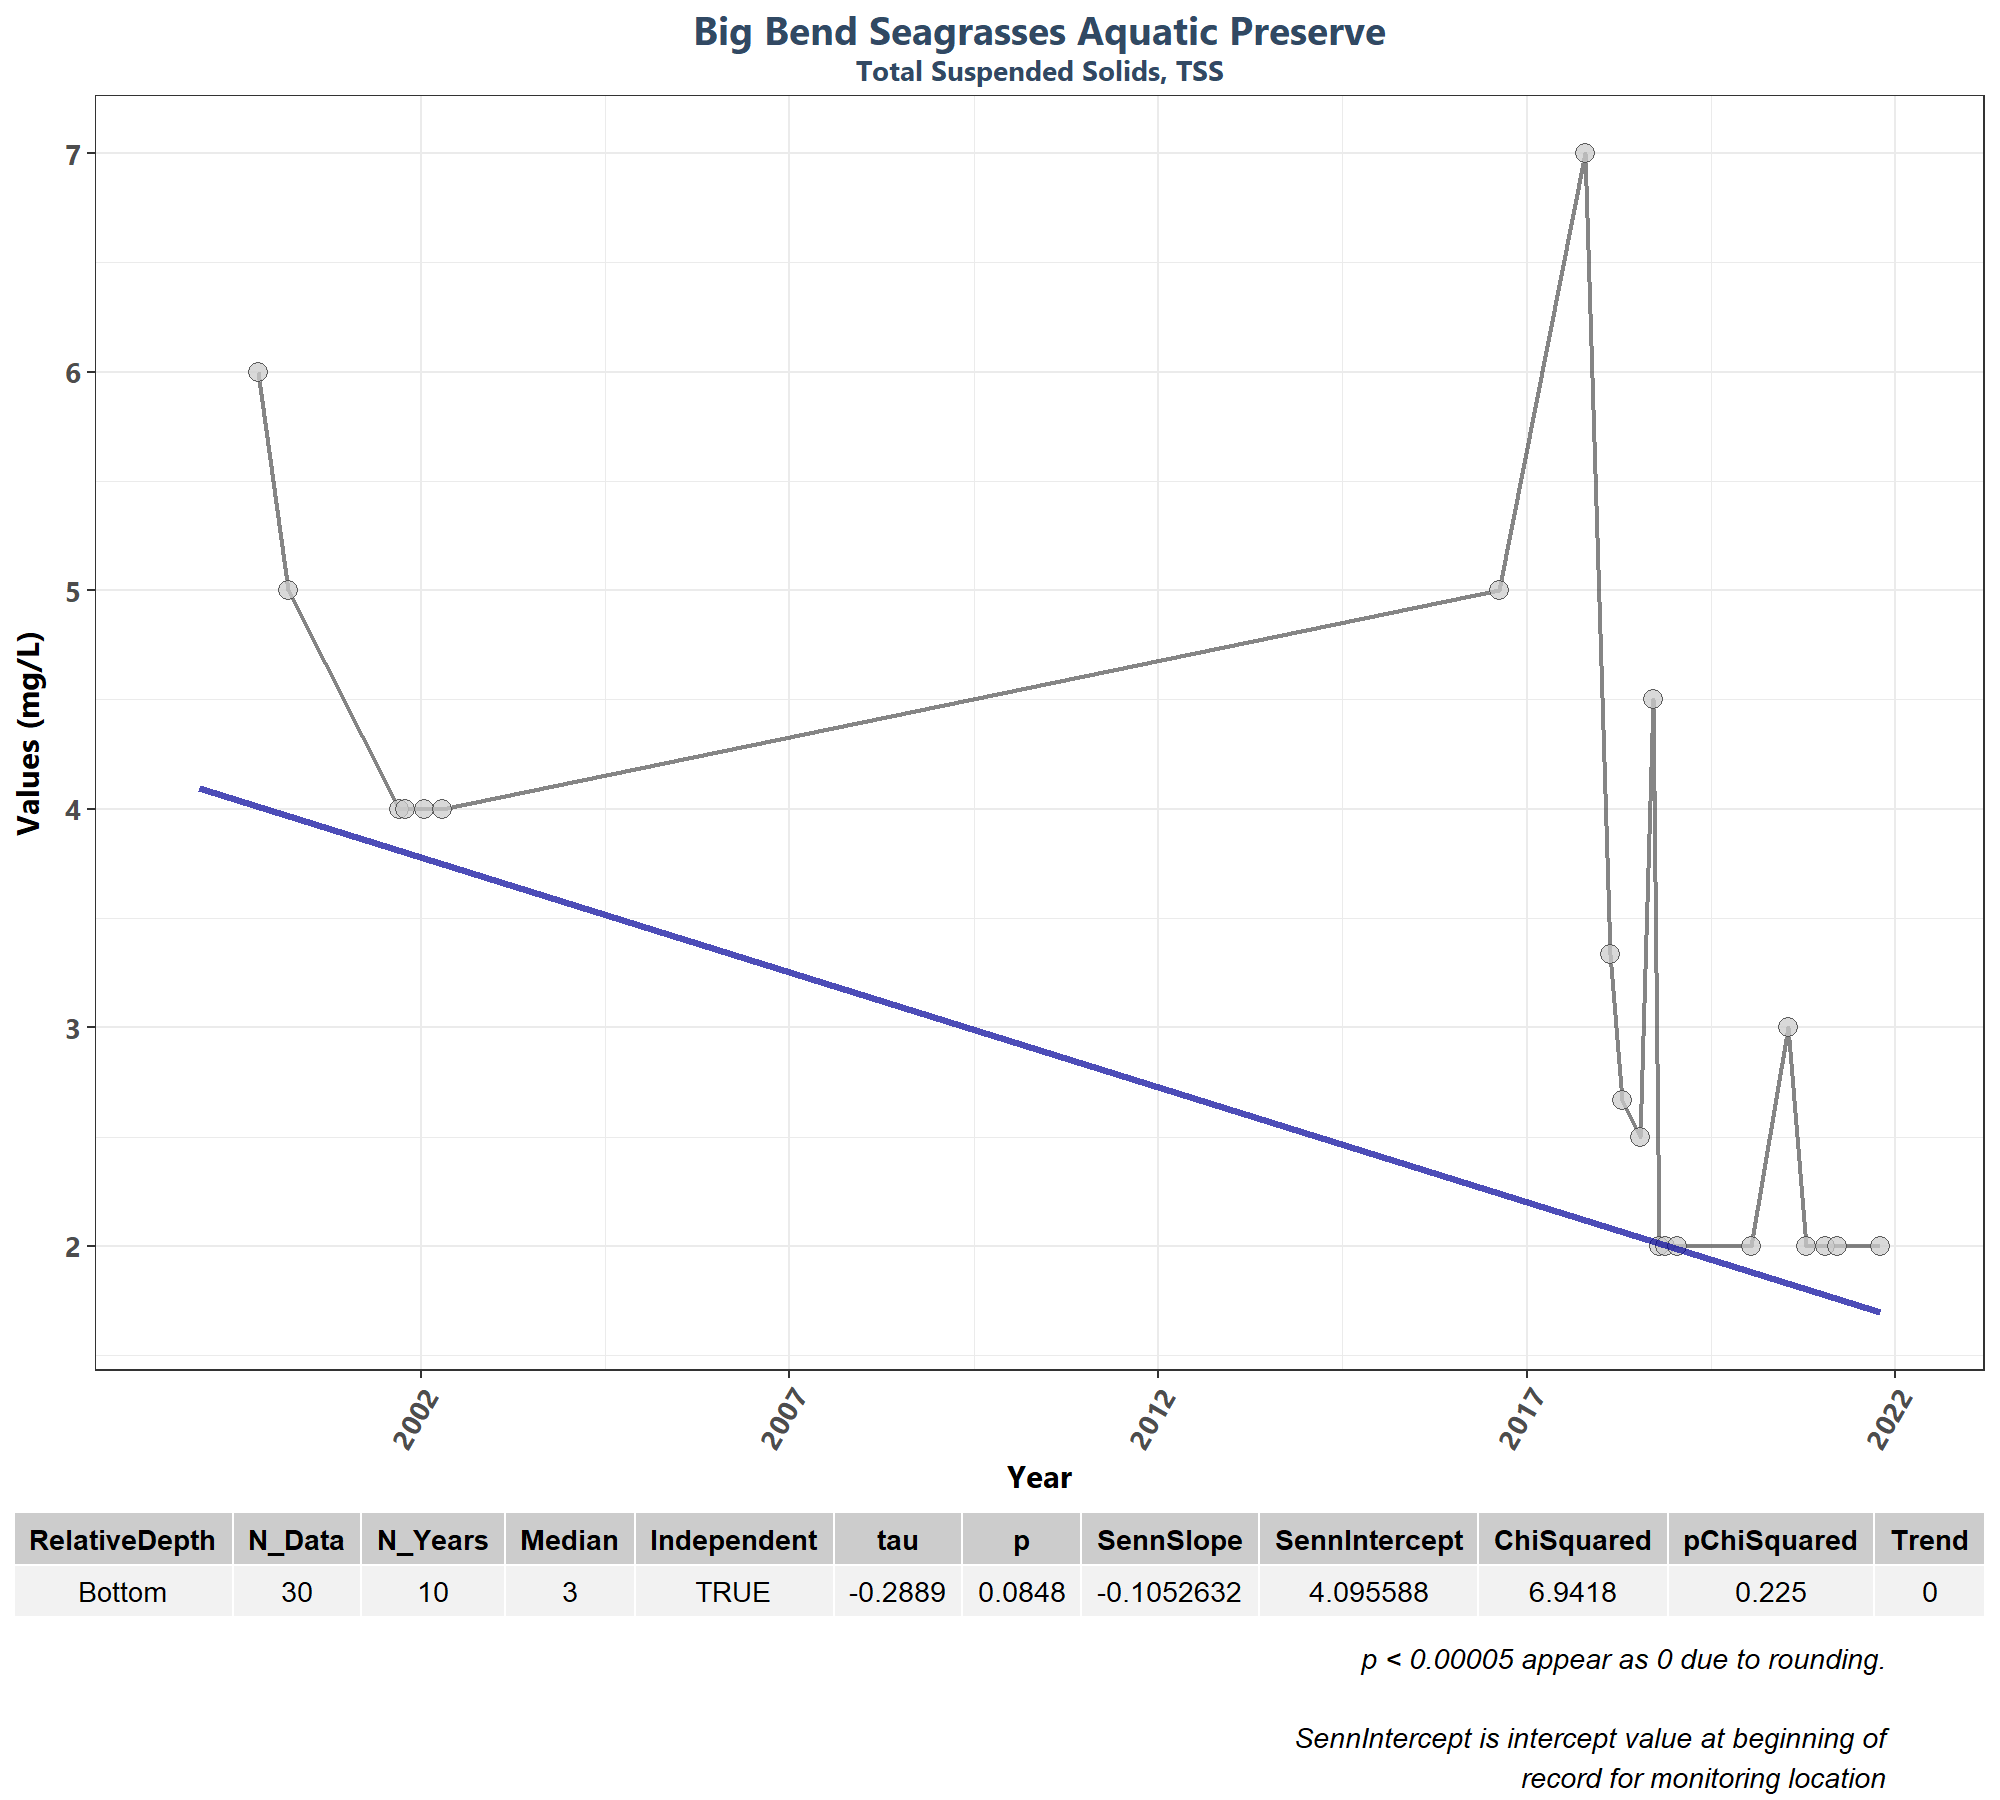 Big Bend Seagrasses Aquatic Preserve
Total Suspended Solids, TSS
7
6
5
4
3
2
Values (mg/L)
2002 2007 2012 2017 2022
Year
RelativeDepth N_Data N_Years Median Independent tau p SennSlope SennIntercept ChiSquared pChiSquared Trend
Bottom 30 10 3 TRUE -0.2889 0.0848 -0.1052632 4.095588 6.9418 0.225 0
p < 0.00005 appear as 0 due to rounding.
SennIntercept is intercept value at beginning of
record for monitoring location